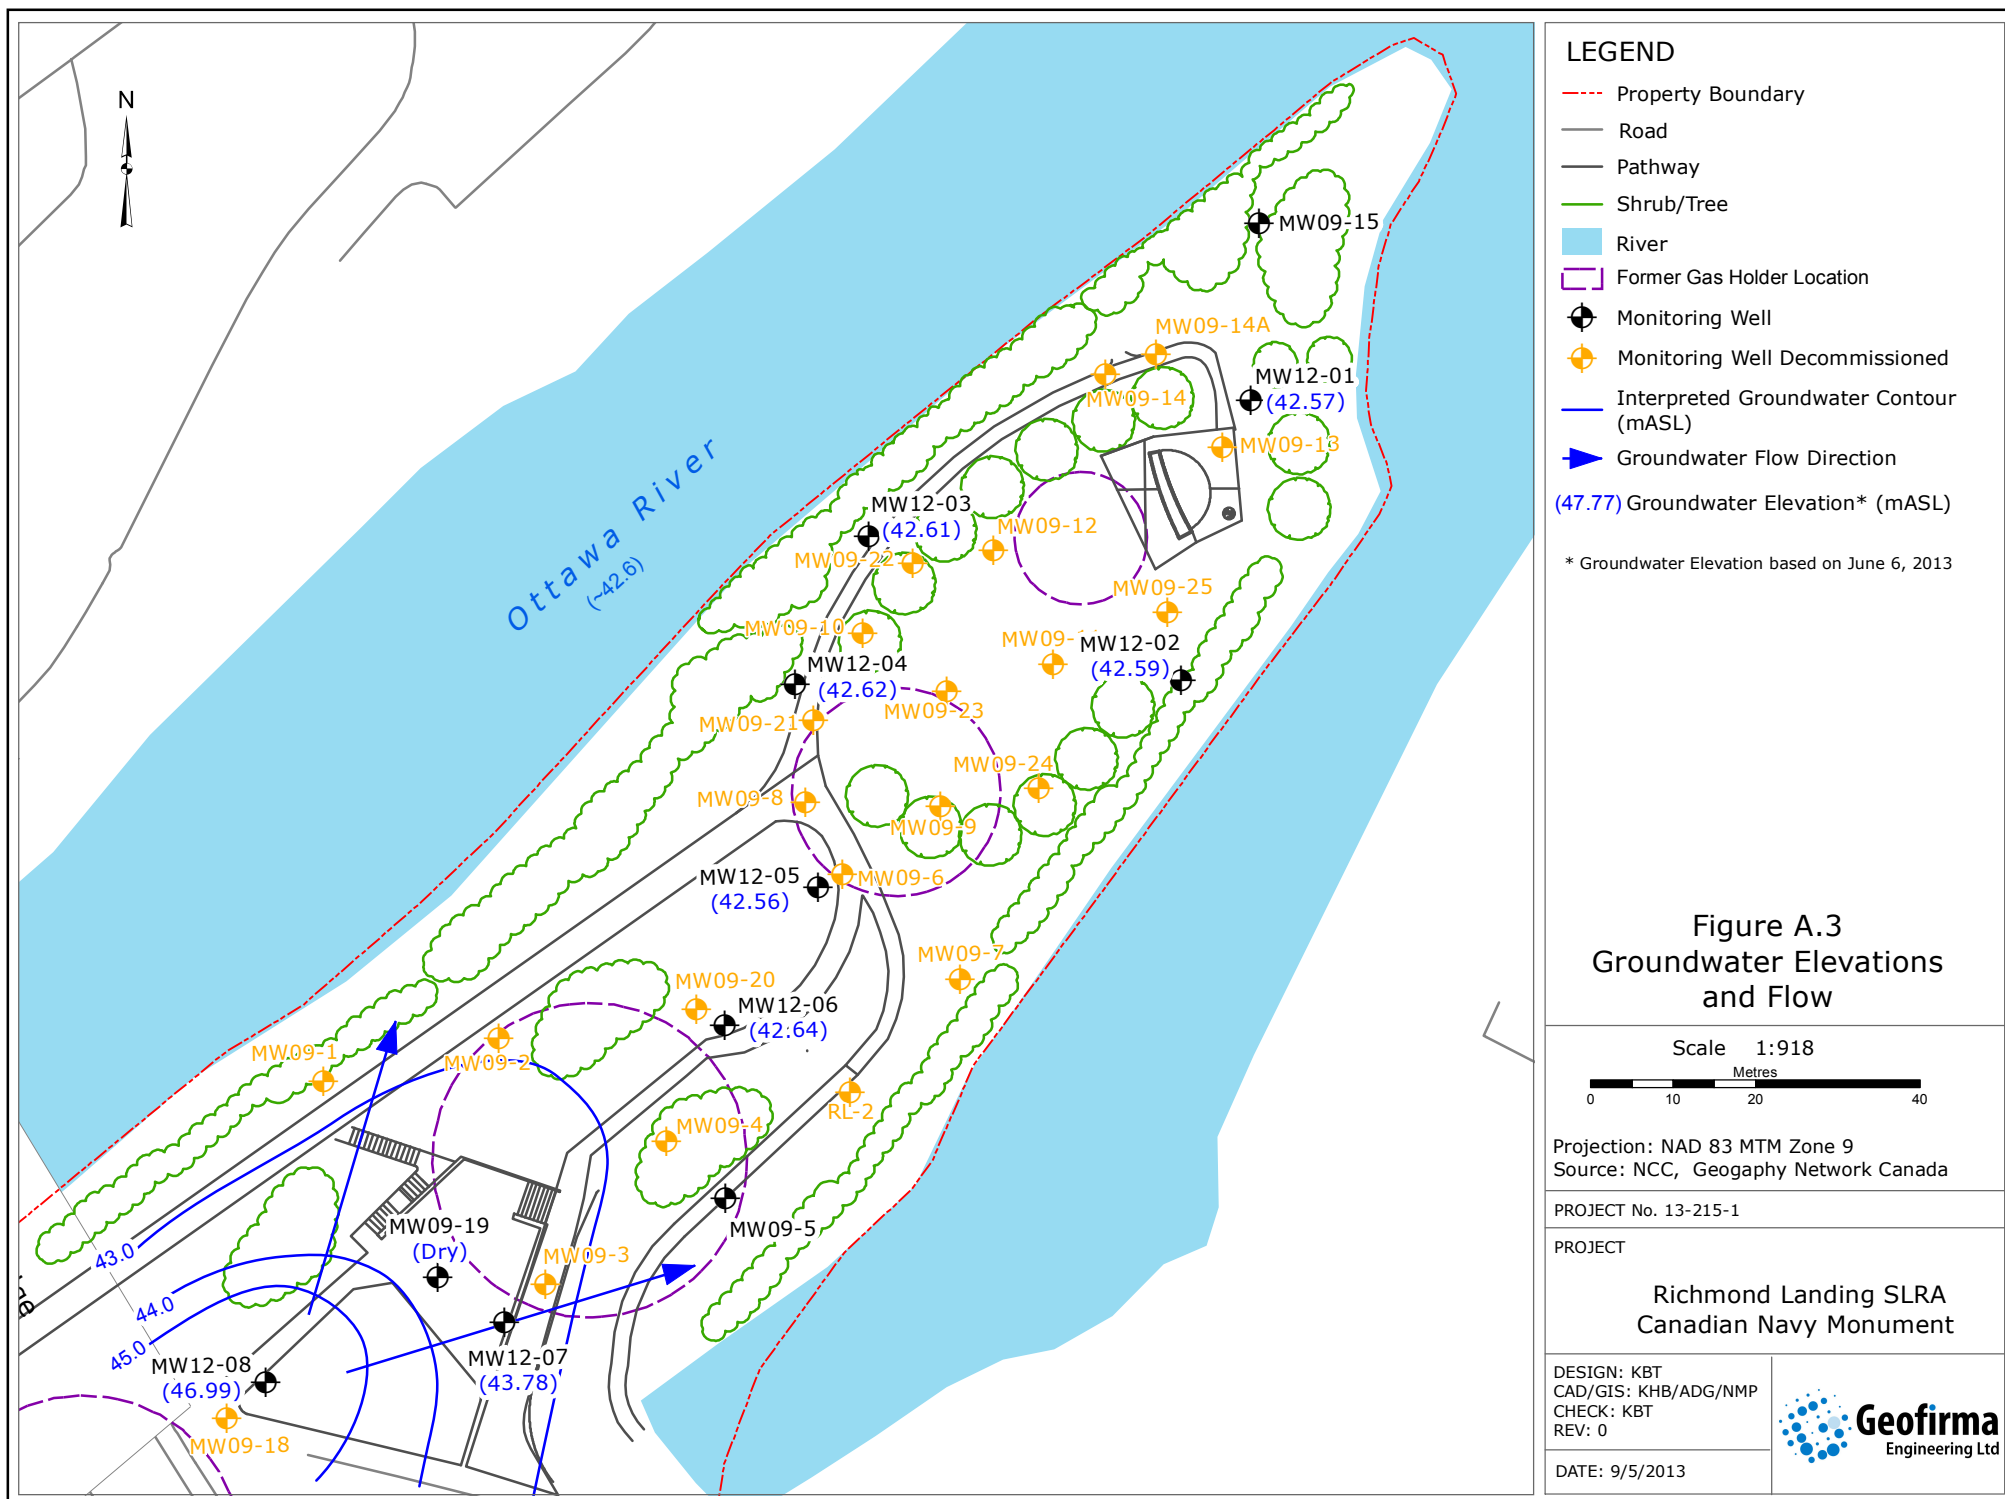 N
MW09-15
MW09-14A
MW12-01
(42.57)
MW09-14
MW09-13
Ottawa River
(~42.6)
MW12-03
(42.61)
MW09-12
MW09-22
MW09-25
MW09-10
MW12-02
(42.59)
MW12-04
(42.62)
MW09-23
MW09-21
MW09-24
MW09-8
MW09-9
MW12-05
(42.56)
MW09-6
MW09-7
MW09-20
MW12-06
(42.64)
MW09-1
MW09-2
RL-2
MW09-4
MW09-19
(Dry)
MW09-5
MW09-3
43.0
44.0
45.0
MW12-08
(46.99)
MW12-07
(43.78)
MW09-18
LEGEND
Property Boundary
Road
Pathway
Shrub/Tree
River
Former Gas Holder Location
Monitoring Well
Monitoring Well Decommissioned
Interpreted Groundwater Contour
(mASL)
Groundwater Flow Direction
(47.77) Groundwater Elevation* (mASL)
* Groundwater Elevation based on June 6, 2013
Figure A.3
Groundwater Elevations
and Flow
Scale 1:918
Metres
0 10 20 40
Projection: NAD 83 MTM Zone 9
Source: NCC, Geogaphy Network Canada
PROJECT No. 13-215-1
PROJECT
Richmond Landing SLRA
Canadian Navy Monument
DESIGN: KBT
CAD/GIS: KHB/ADG/NMP
CHECK: KBT
REV: 0
DATE: 9/5/2013
Geofirma
Engineering Ltd